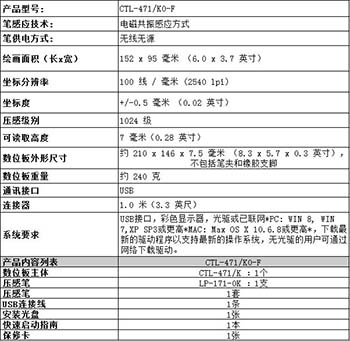 产品型号: CTL-471/K0-F
笔感应技术: 电磁共振感应方式
笔供电方式: 无线无源
绘画面积（长x宽） 152 x 95 毫米 （6.0 x 3.7 英寸）
坐标分辨率 100 线 / 毫米（2540 lpi）
坐标度 +/-0.5 毫米 （0.02 英寸）
压感级别 1024 级
可读取高度 7 毫米（0.28 英寸）
数位板外形尺寸 约 210 x 146 x 7.5 毫米 （8.3 x 5.7 x 0.3 英寸），
不包括笔夹和橡胶支脚
数位板重量 约 240 克
通讯接口 USB
连接器 1.0 米（3.3 英尺）
系统要求 USB接口，彩色显示器，光驱或已联网*PC: WIN 8, WIN
7,XP SP3或更高*MAC: Max OS X 10.6.8或更高*，下载最
新的驱动程序以支持最新的操作系统，无光驱的用户可通过
网络下载驱动。
产品内容列表 CTL-471/K0-F
数位板主体 CTL-471/K ：1个
压感笔 LP-171-0K ：1支
压感笔 1套
USB连接线 1条
安装光盘 1张
快速启动指南 1本
保修卡 1张